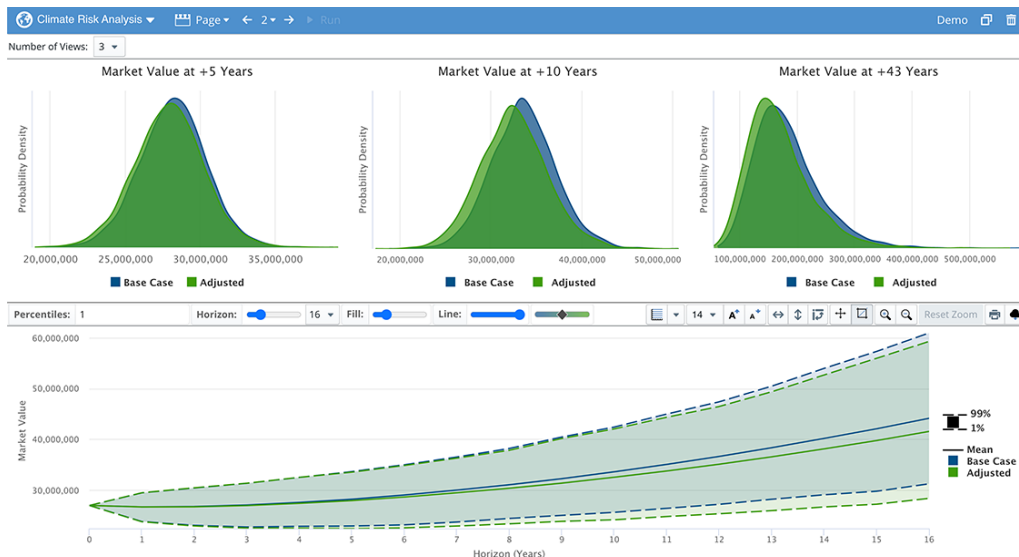 Climate Risk Analysis Page 2 Run Demo
Number of Views: 3
Market Value at +5 Years
Probability Density
20,000,000 25,000,000 30,000,000 35,000,000
Base Case Adjusted
Market Value at +10 Years
Probability Density
20,000,000 30,000,000 40,000,000 50,000,000
Base Case Adjusted
Market Value at +43 Years
Probability Density
100,000,000 200,000,000 300,000,000 400,000,000 500,000,000
Base Case Adjusted
Percentiles: 1 Horizon: 16 Fill: Line: 14 A+ A+ Reset Zoom
60,000,000
50,000,000
40,000,000
30,000,000
Market Value
0 1 2 3 4 5 6 7 8 9 10 11 12 13 14 15 16
Horizon (Years)
99%
1%
Mean
Base Case
Adjusted